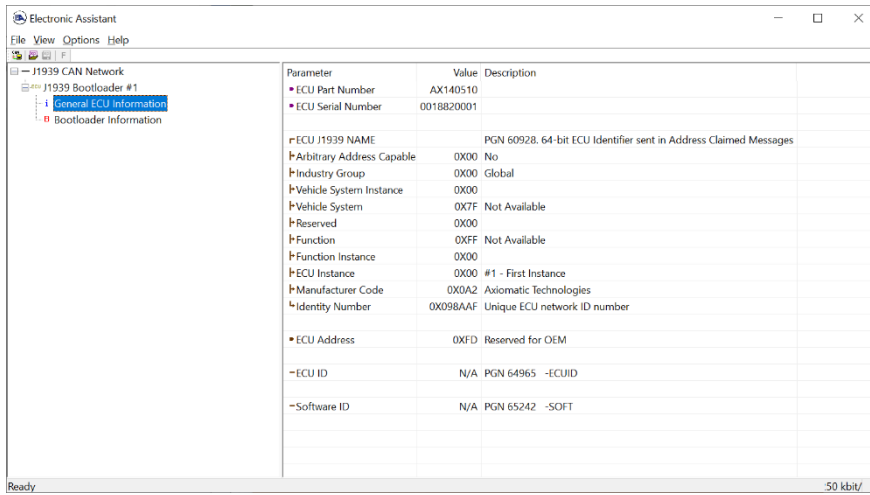 Electronic Assistant
File View Options Help
F
J1939 CAN Network
ECU J1939 Bootloader #1
i General ECU Information
B Bootloader Information
Parameter Value Description
ECU Part Number AX140510
ECU Serial Number 0018820001
ECU J1939 NAME PGN 60928. 64-bit ECU Identifier sent in Address Claimed Messages
Arbitrary Address Capable 0X00 No
Industry Group 0X00 Global
Vehicle System Instance 0X00
Vehicle System 0X7F Not Available
Reserved 0X00
Function 0XFF Not Available
Function Instance 0X00
ECU Instance 0X00 #1 - First Instance
Manufacturer Code 0X0A2 Axiomatic Technologies
Identity Number 0X098AAF Unique ECU network ID number
ECU Address 0XFD Reserved for OEM
ECU ID N/A PGN 64965 -ECUID
Software ID N/A PGN 65242 -SOFT
Ready :50 kbit/